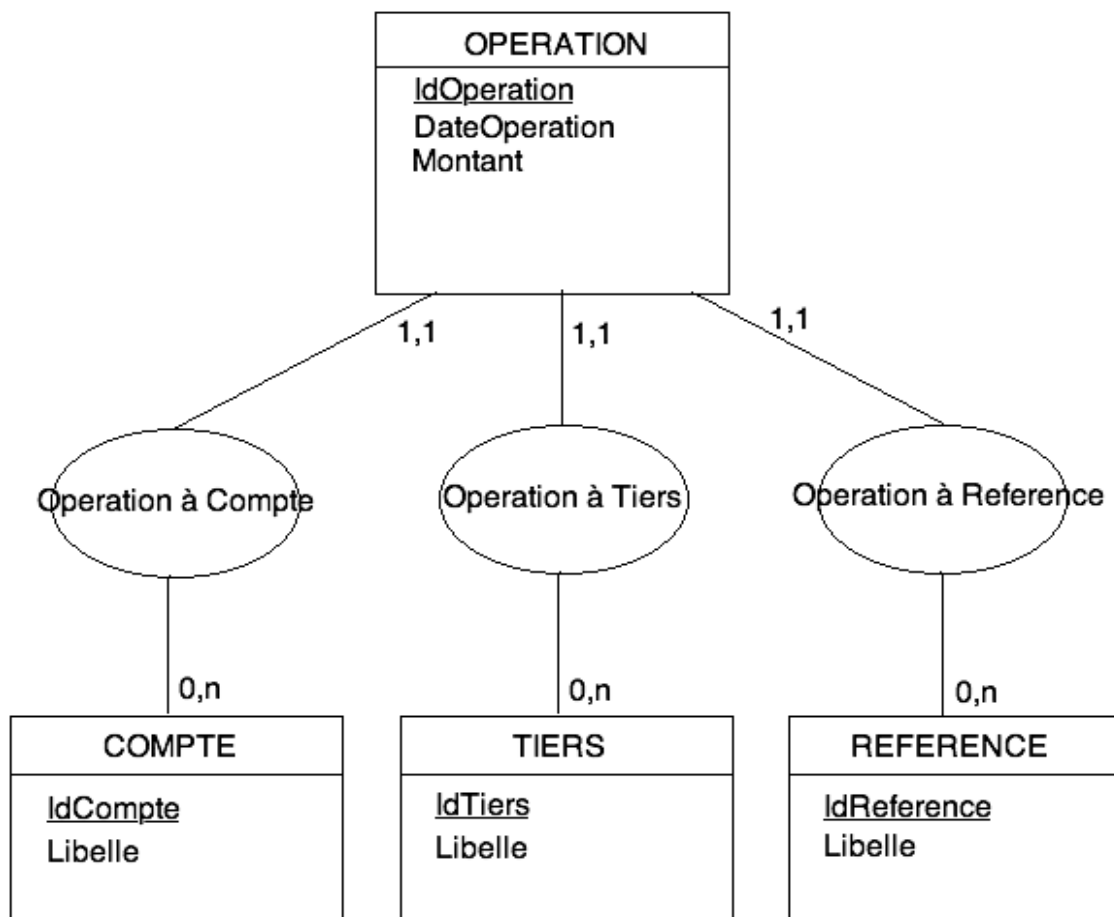 OPERATION
IdOperation
DateOperation
Montant
1,1
1,1
1,1
Operation à Compte
Operation à Tiers
Operation à Reference
0,n
0,n
0,n
COMPTE
IdCompte
Libelle
TIERS
IdTiers
Libelle
REFERENCE
IdReference
Libelle